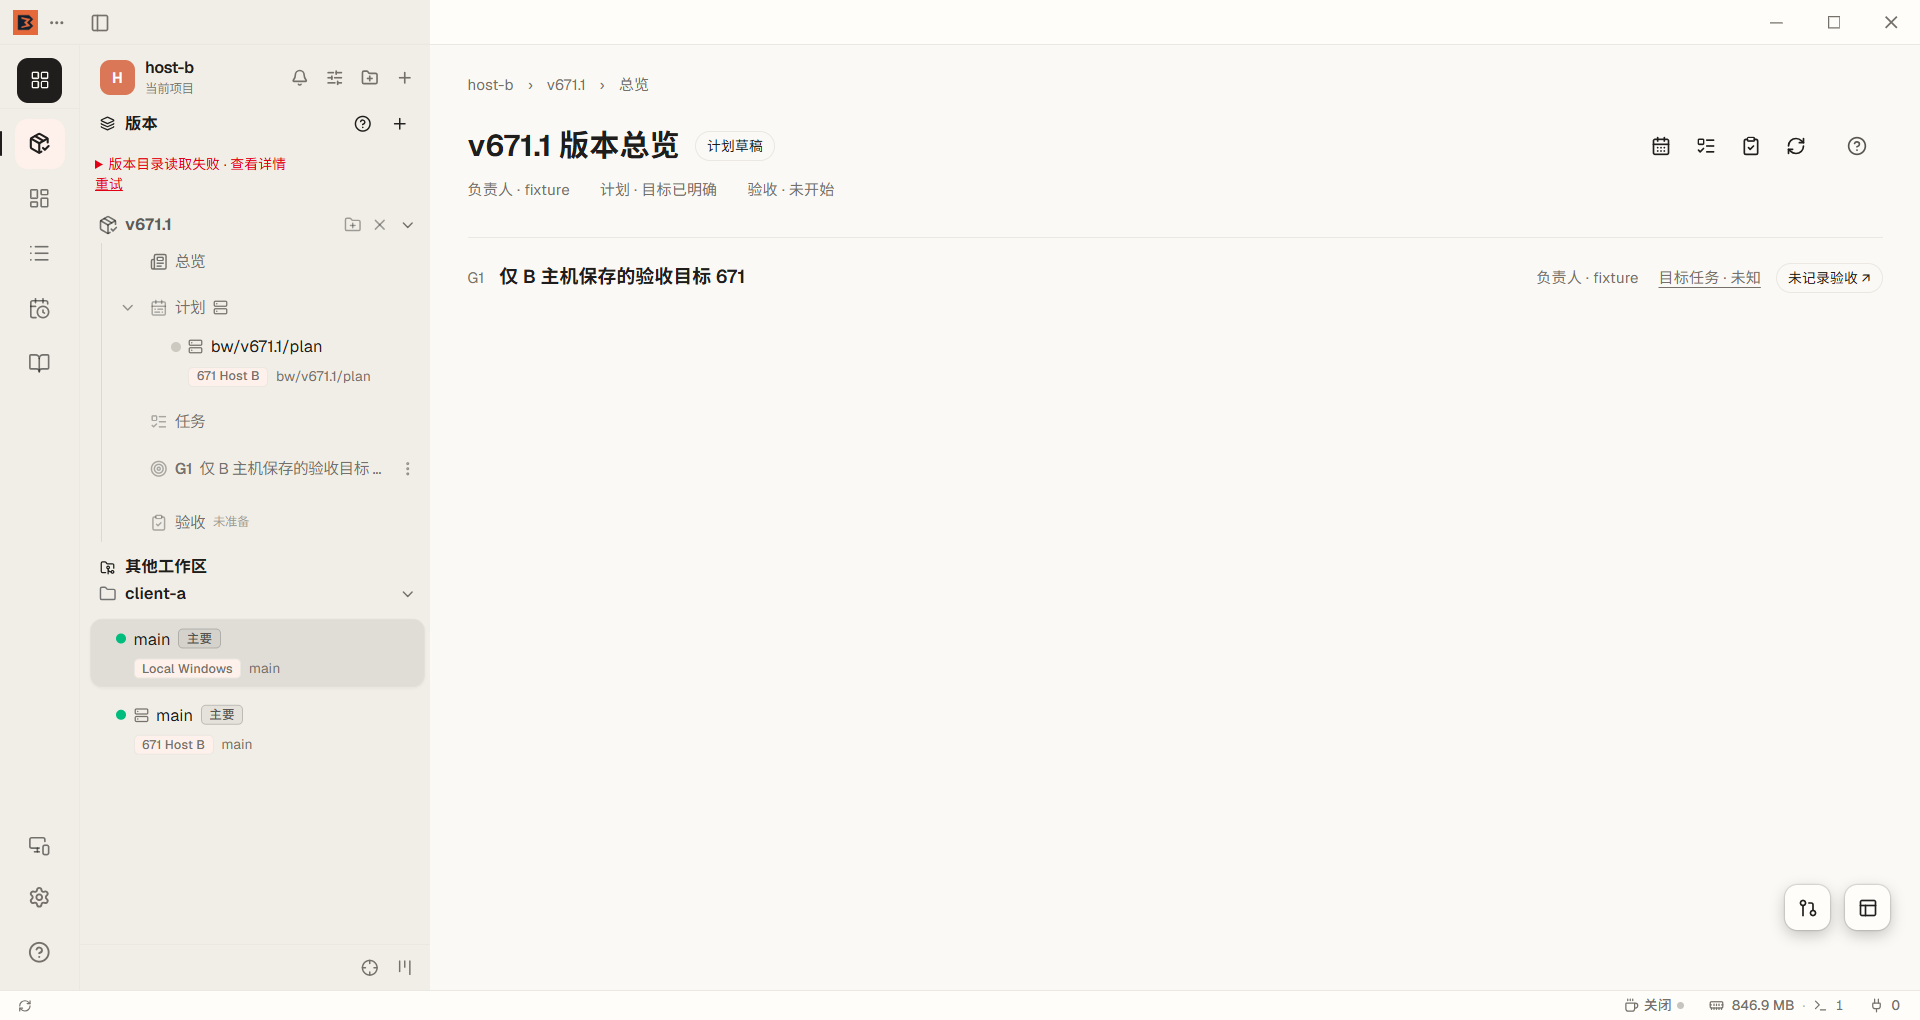 H
host-b
当前项目
版本
版本目录读取失败 · 查看详情
重试
v671.1
总览
计划
bw/v671.1/plan
671 Host B bw/v671.1/plan
任务
G1 仅 B 主机保存的验收目标 ...
验收 未准备
其他工作区
client-a
main 主要
Local Windows main
main 主要
671 Host B main
host-b › v671.1 › 总览
v671.1 版本总览 计划草稿
负责人 · fixture 计划 · 目标已明确 验收 · 未开始
G1 仅 B 主机保存的验收目标 671
负责人 · fixture 目标任务 · 未知 未记录验收
关闭 846.9 MB · 1 0